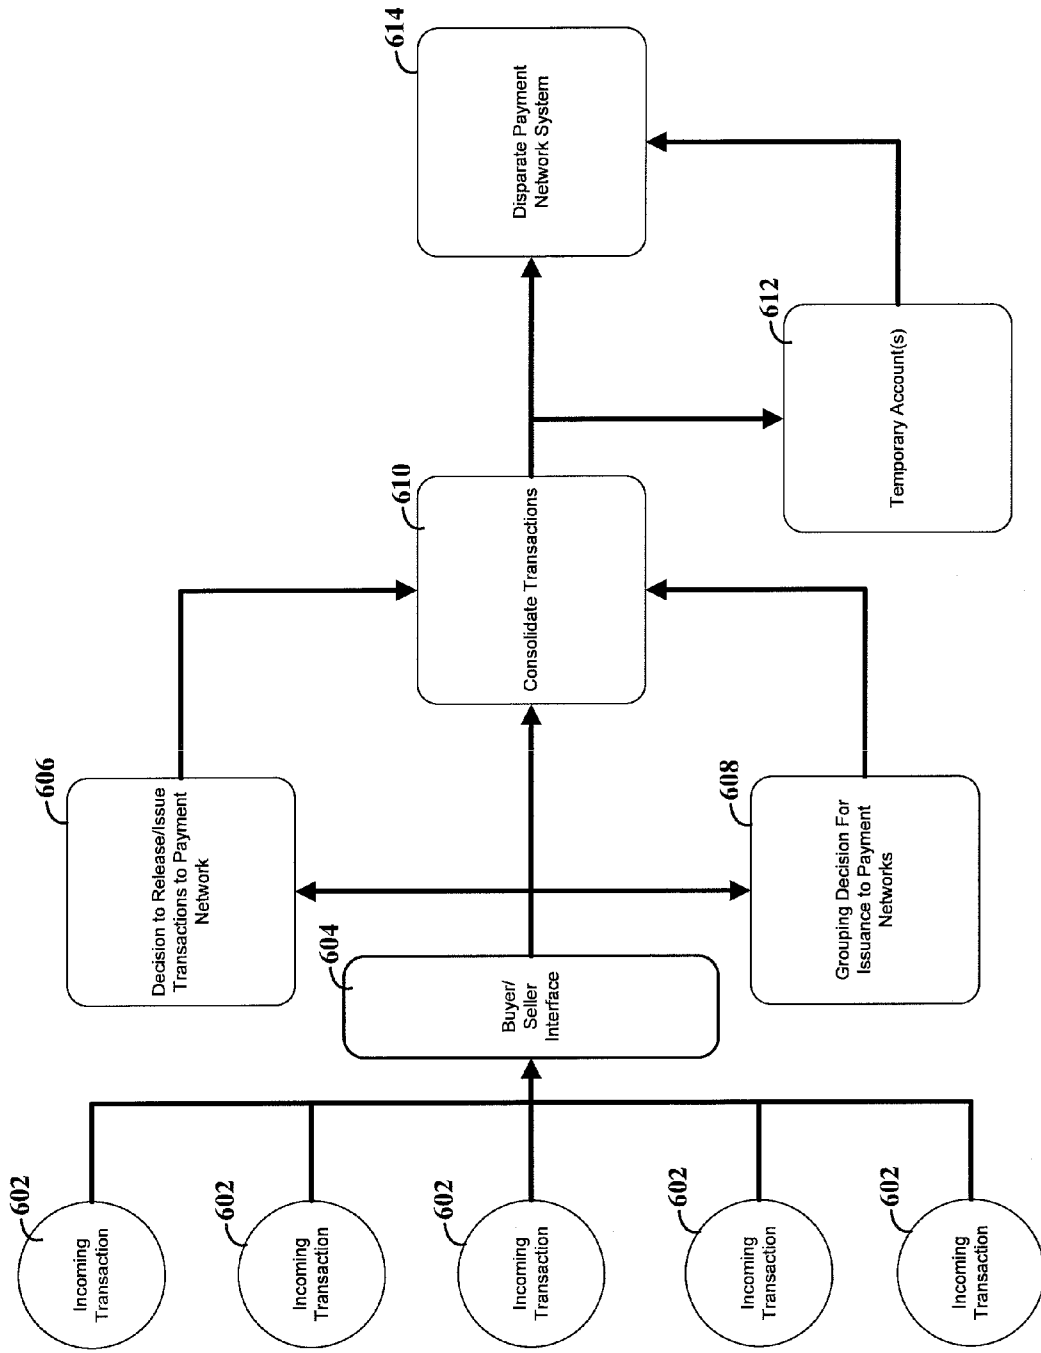 602
Incoming
Transaction
602
Incoming
Transaction
602
Incoming
Transaction
602
Incoming
Transaction
602
Incoming
Transaction
604
Buyer/
Seller
Interface
606
Decision to Release/Issue
Transactions to Payment
Network
608
Grouping Decision For
Issuance to Payment
Networks
610
Consolidate Transactions
612
Temporary Account(s)
614
Disparate Payment
Network System